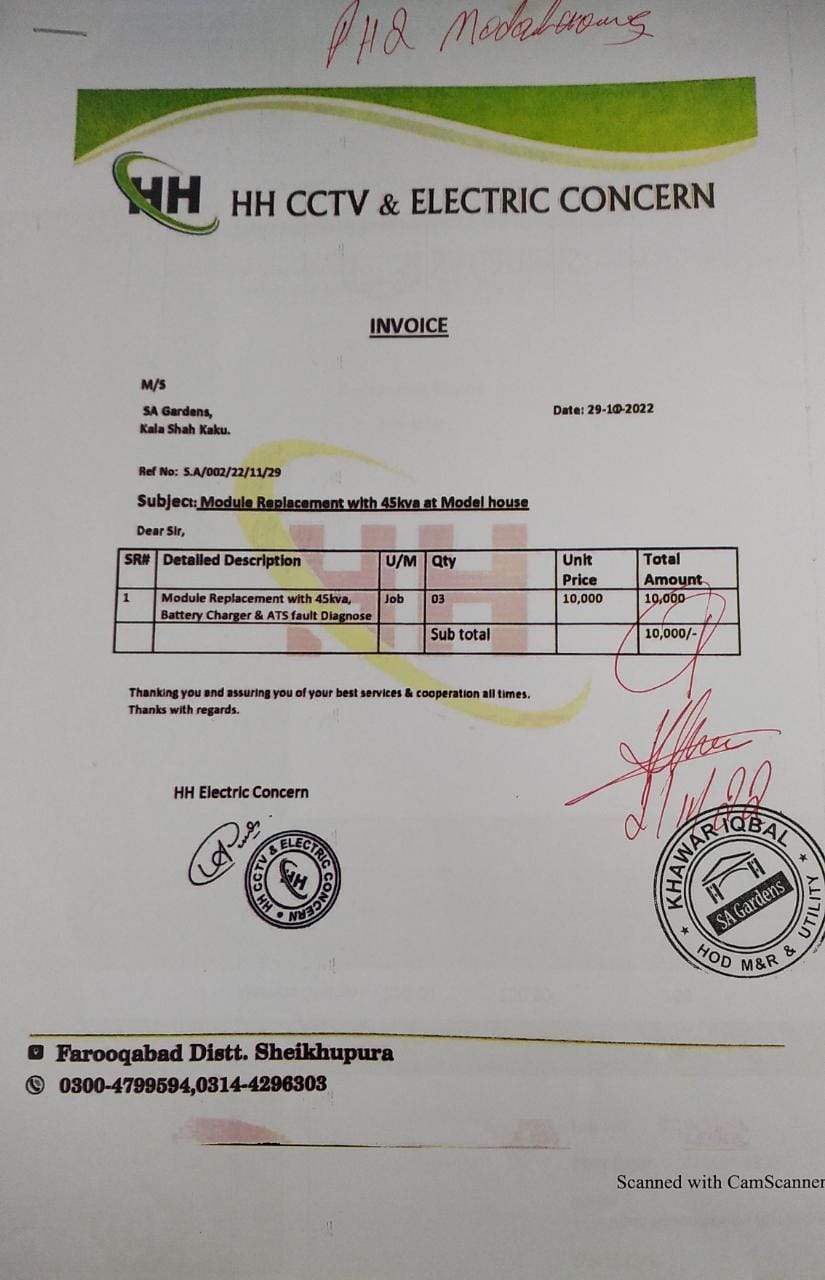 PH2
HH HH CCTV & ELECTRIC CONCERN
INVOICE
M/S
SA Gardens,
Kala Shah Kaku.
Date: 29-10-2022
Ref No: S.A/002/22/11/29
Subject: Module Replacement with 45kva at Model house
Dear Sir,
SR# Detailed Description U/M Qty Unit Price Total Amount
1 Module Replacement with 45kva, Battery Charger & ATS fault Diagnose Job 03 10,000 10,000
Sub total 10,000/-
Thanking you and assuring you of your best services & cooperation all times.
Thanks with regards.
HH Electric Concern
HH CCTV & ELECTRIC CONCERN
HH
KHAWAR IQBAL
SA Gardens
HOD M&R & UTILITY
Farooqabad Distt. Sheikhupura
0300-4799594,0314-4296303
Scanned with CamScanner